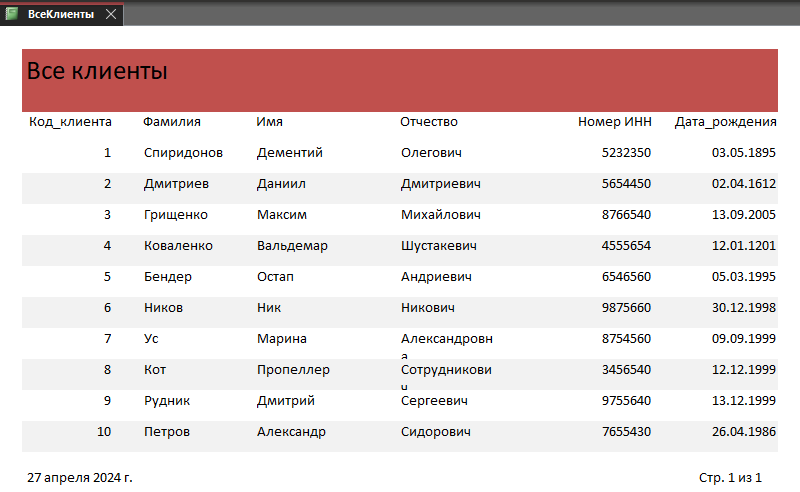 ВсеКлиенты
Все клиенты
Код_клиента Фамилия Имя Отчество Номер ИНН Дата_рождения
1 Спиридонов Дементий Олегович 5232350 03.05.1895
2 Дмитриев Даниил Дмитриевич 5654450 02.04.1612
3 Грищенко Максим Михайлович 8766540 13.09.2005
4 Коваленко Вальдемар Шустакевич 4555654 12.01.1201
5 Бендер Остап Андриевич 6546560 05.03.1995
6 Ников Ник Никович 9875660 30.12.1998
7 Ус Марина Александровн 8754560 09.09.1999
а
8 Кот Пропеллер Сотрудникови 3456540 12.12.1999
ч
9 Рудник Дмитрий Сергеевич 9755640 13.12.1999
10 Петров Александр Сидорович 7655430 26.04.1986
27 апреля 2024 г. Стр. 1 из 1